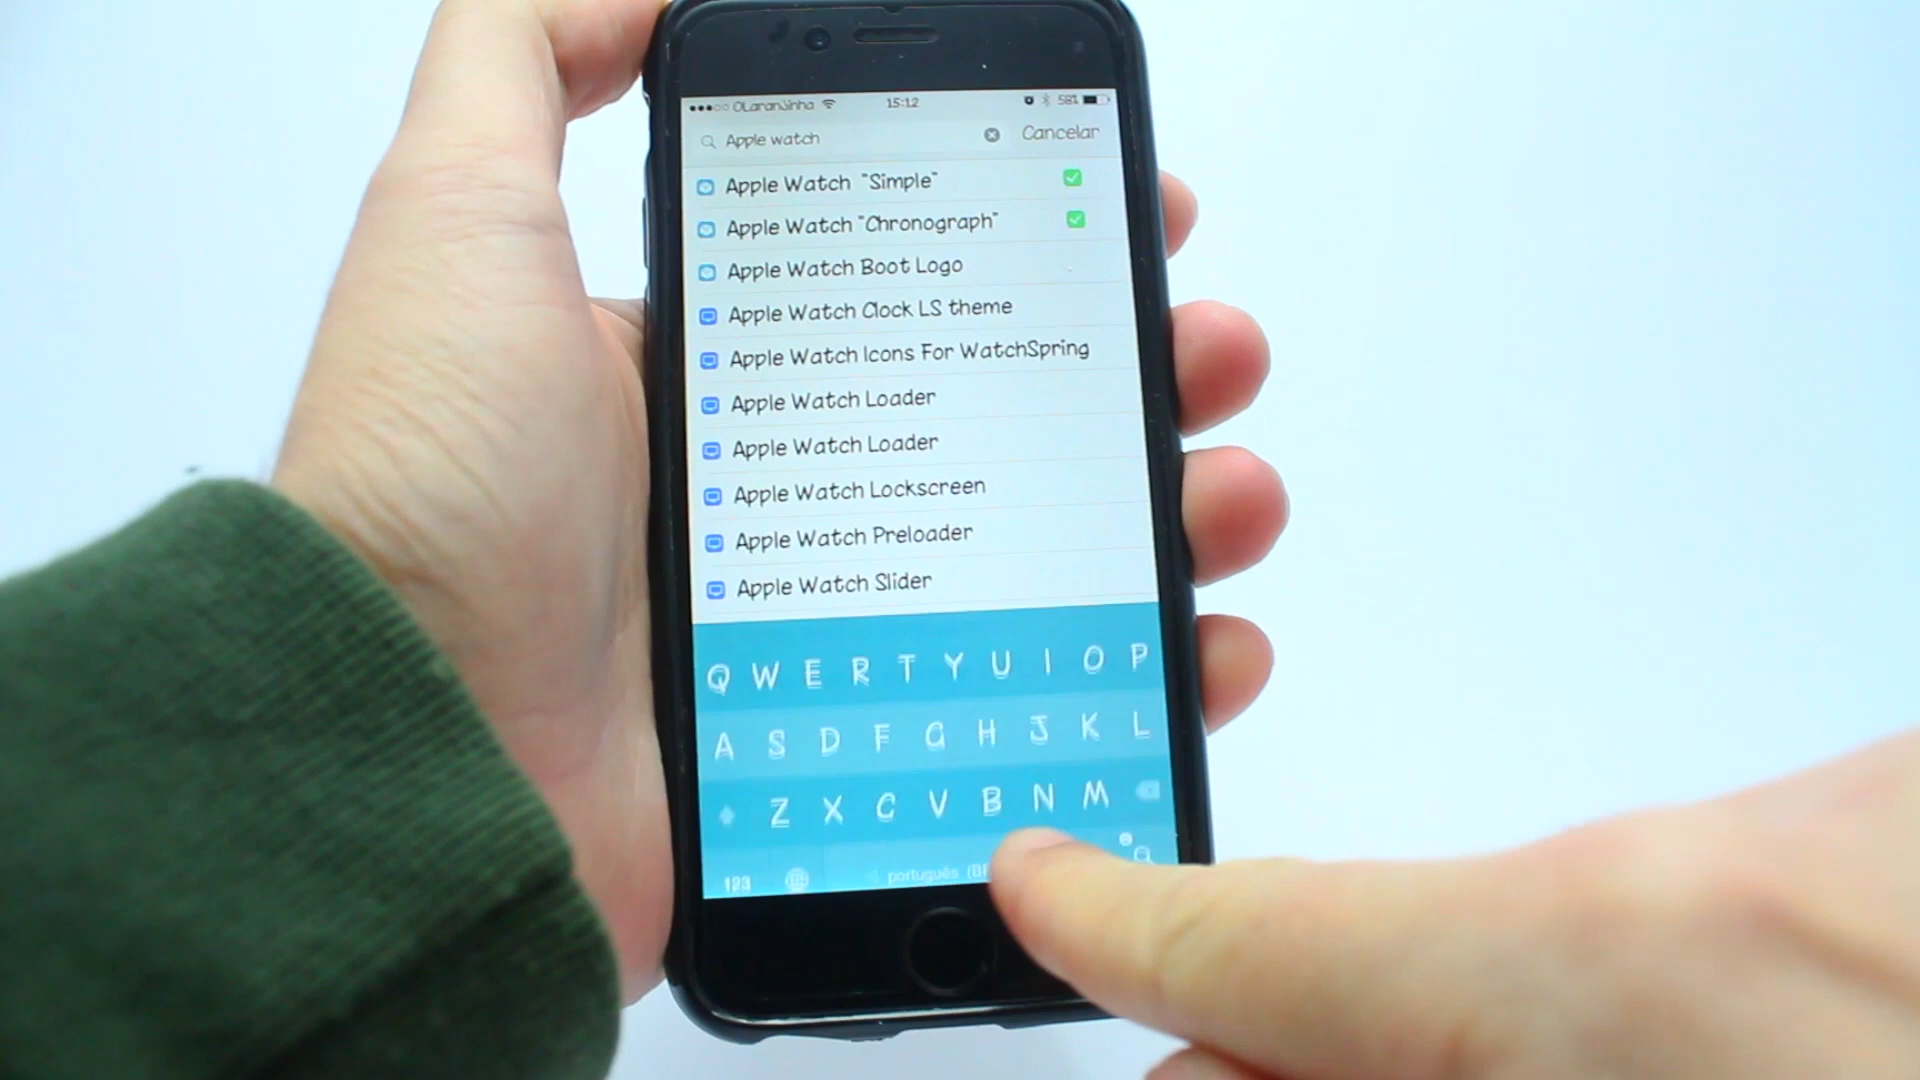 OLaranJinha 15:12 58%
Apple watch Cancelar
Apple Watch "Simple"
Apple Watch "Chronograph"
Apple Watch Boot Logo
Apple Watch Clock LS theme
Apple Watch Icons For WatchSpring
Apple Watch Loader
Apple Watch Loader
Apple Watch Lockscreen
Apple Watch Preloader
Apple Watch Slider
Q W E R T Y U I O P
A S D F G H J K L
Z X C V B N M
123 português